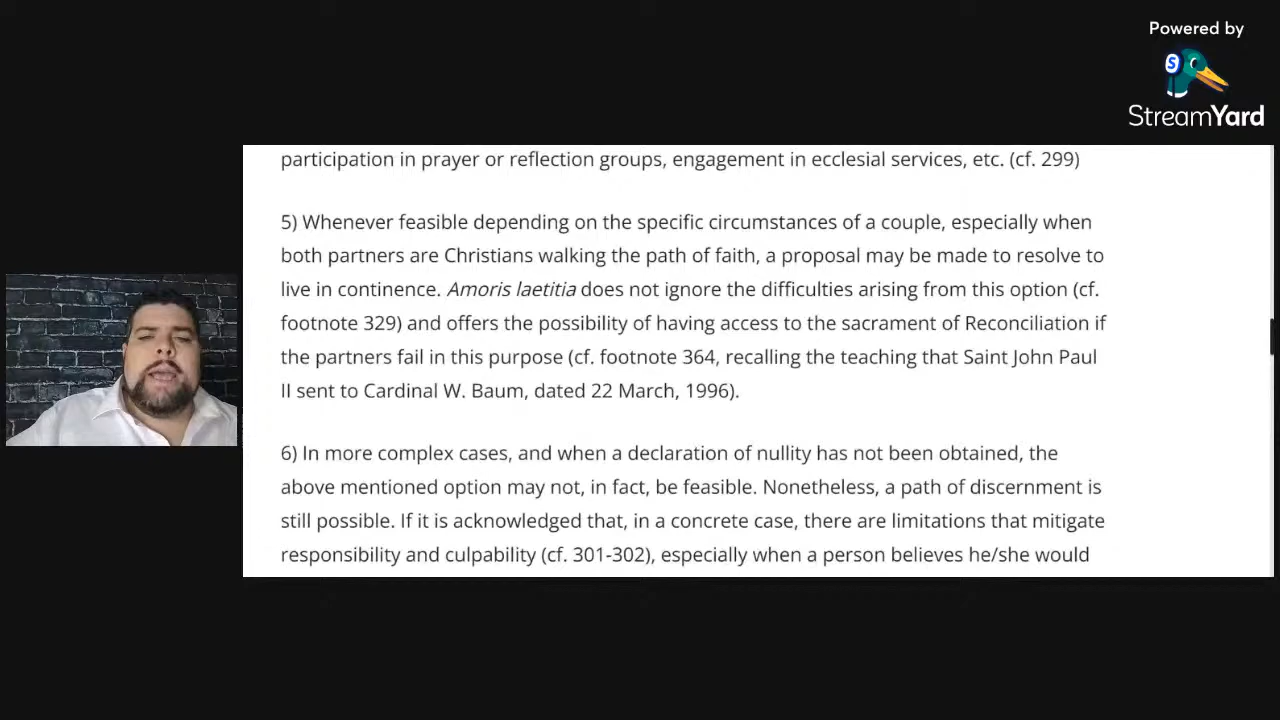 Powered by
StreamYard
participation in prayer or reflection groups, engagement in ecclesial services, etc. (cf. 299)
5) Whenever feasible depending on the specific circumstances of a couple, especially when
both partners are Christians walking the path of faith, a proposal may be made to resolve to
live in continence. Amoris laetitia does not ignore the difficulties arising from this option (cf.
footnote 329) and offers the possibility of having access to the sacrament of Reconciliation if
the partners fail in this purpose (cf. footnote 364, recalling the teaching that Saint John Paul
II sent to Cardinal W. Baum, dated 22 March, 1996).
6) In more complex cases, and when a declaration of nullity has not been obtained, the
above mentioned option may not, in fact, be feasible. Nonetheless, a path of discernment is
still possible. If it is acknowledged that, in a concrete case, there are limitations that mitigate
responsibility and culpability (cf. 301-302), especially when a person believes he/she would